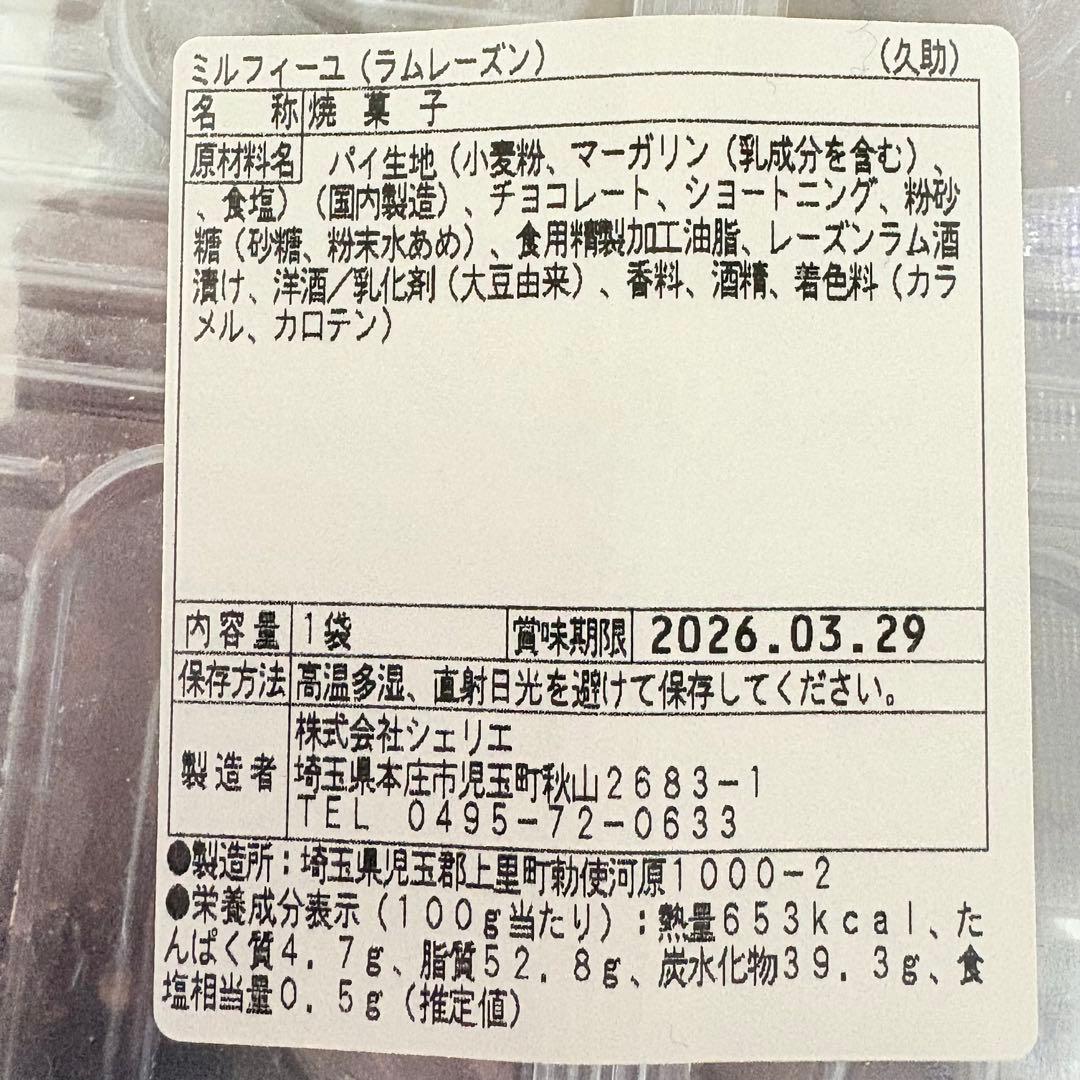 ミルフィーユ（ラムレーズン）　（久助）
名称 焼菓子
原材料名 パイ生地（小麦粉、マーガリン（乳成分を含む）、
、食塩）（国内製造）、チョコレート、ショートニング、粉砂
糖（砂糖、粉末水あめ）、食用精製加工油脂、レーズンラム酒
漬け、洋酒／乳化剤（大豆由来）、香料、酒精、着色料（カラ
メル、カロテン）
内容量 1袋 賞味期限 2026.03.29
保存方法 高温多湿、直射日光を避けて保存してください。
製造者 株式会社シェリエ
埼玉県本庄市児玉町秋山２６８３－１
ＴＥＬ　０４９５－７２－０６３３
●製造所：埼玉県児玉郡上里町勅使河原１０００－２
●栄養成分表示（１００ｇ当たり）：熱量６５３ｋｃａｌ、た
んぱく質４．７ｇ、脂質５２．８ｇ、炭水化物３９．３ｇ、食
塩相当量０．５ｇ（推定値）